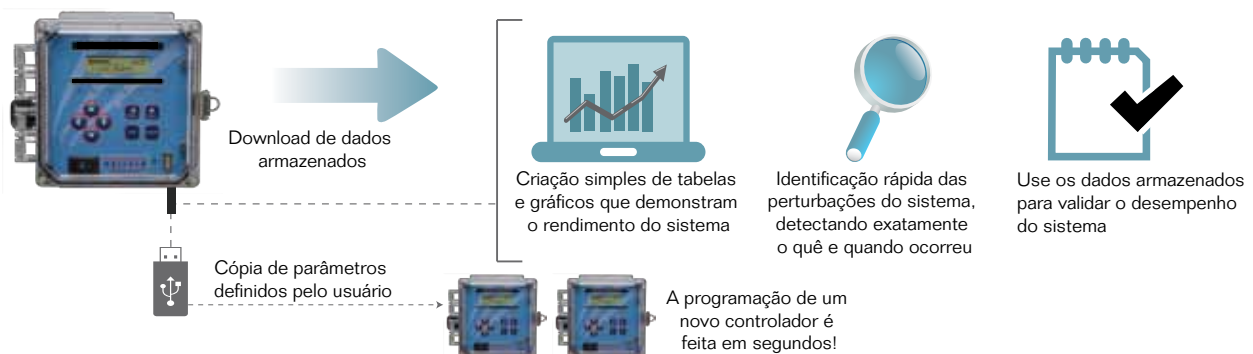 Download de dados
armazenados
Criação simples de tabelas
e gráficos que demonstram
o rendimento do sistema
Identificação rápida das
perturbações do sistema,
detectando exatamente
o quê e quando ocorreu
Use os dados armazenados
para validar o desempenho
do sistema
Cópia de parâmetros
definidos pelo usuário
A programação de um
novo controlador é
feita em segundos!